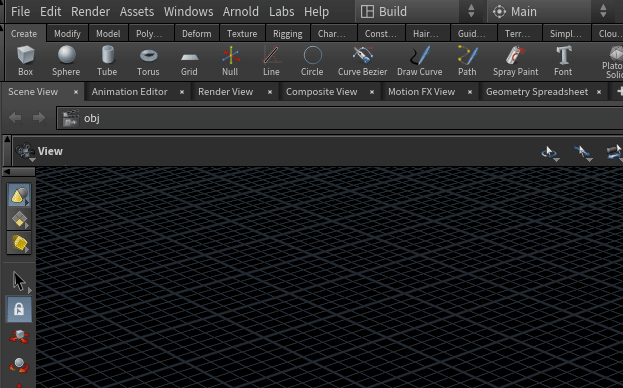 File Edit Render Assets Windows Arnold Labs Help Build Main
Create Modify Model Poly... Deform Texture Rigging Char... Const... Hair... Guid... Terr... Simpl... Clou...
Box Sphere Tube Torus Grid Null Line Circle Curve Bezier Draw Curve Path Spray Paint Font Plato
Solic
Scene View × Animation Editor × Render View × Composite View × Motion FX View × Geometry Spreadsheet × +
obj
View